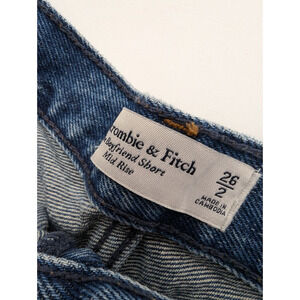 rombie & Fitch
Boyfriend Short
Mid Rise
26
2
MADE IN
CAMBODIA